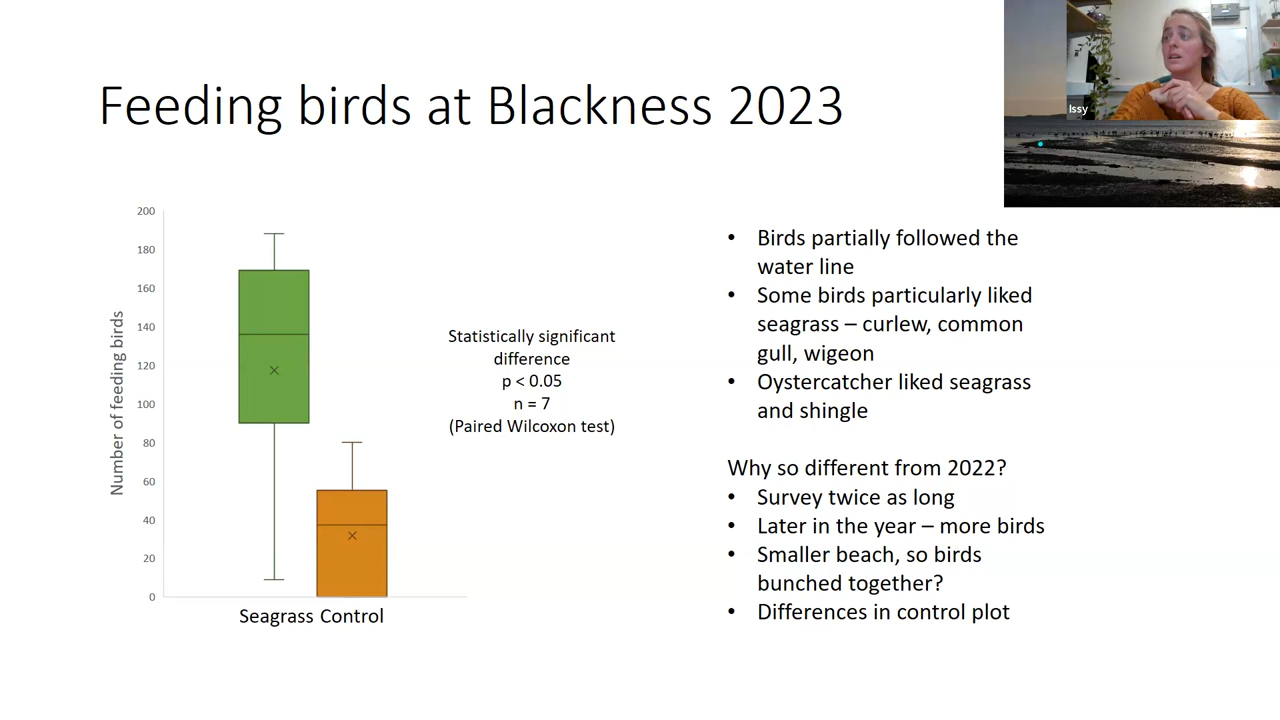 Feeding birds at Blackness 2023
Issy
Number of feeding birds
200
180
160
140
120
100
80
60
40
20
0
Seagrass Control
Statistically significant
difference
p < 0.05
n = 7
(Paired Wilcoxon test)
• Birds partially followed the
water line
• Some birds particularly liked
seagrass – curlew, common
gull, wigeon
• Oystercatcher liked seagrass
and shingle
Why so different from 2022?
• Survey twice as long
• Later in the year – more birds
• Smaller beach, so birds
bunched together?
• Differences in control plot